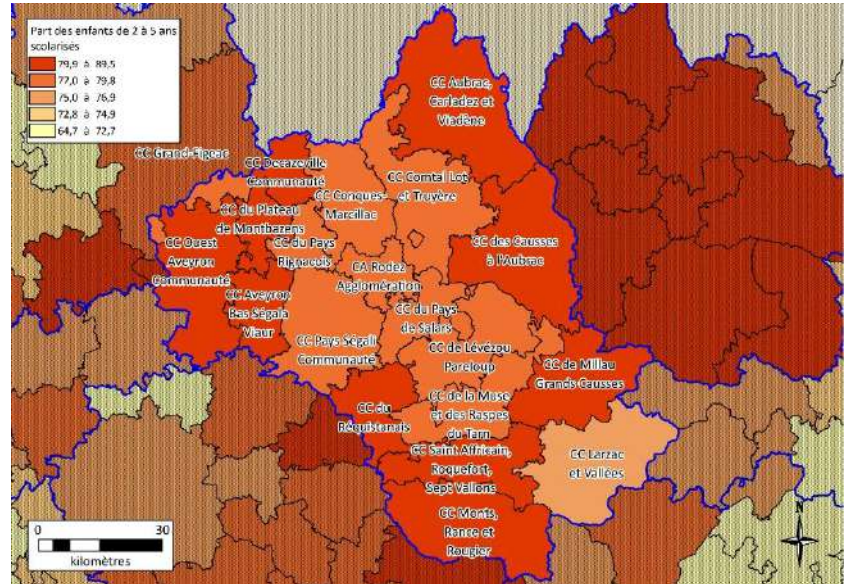 Part des enfants de 2 à 5 ans
scolarisés
79,9 à 89,5
77,0 à 79,8
75,0 à 76,9
72,8 à 74,9
64,7 à 72,7
CC Aubrac,
Carladez et
Viadène
CC Grand-Figeac
CC Decazeville
Communauté
CC Comtal Lot
et Truyère
CC Conques-
Marcillac
CC du Plateau
de Montbazens
CC Ouest
Aveyron
Communauté
CC du Pays
Rignacois
CC des Causses
à l'Aubrac
CA Rodez
Agglomération
CC Aveyron
Bas Ségala
Viaur
CC du Pays
de Salars
CC Pays Ségali
Communauté
CC de Lévézou
Pareloup
CC de Millau
Grands Causses
CC du
Réquistanais
CC de la Muse
et des Raspes
du Tarn
CC Saint Affricain,
Roquefort,
Sept Vallons
CC Larzac
et Vallées
CC Monts,
Rance et
Rougier
0 30
kilomètres
N